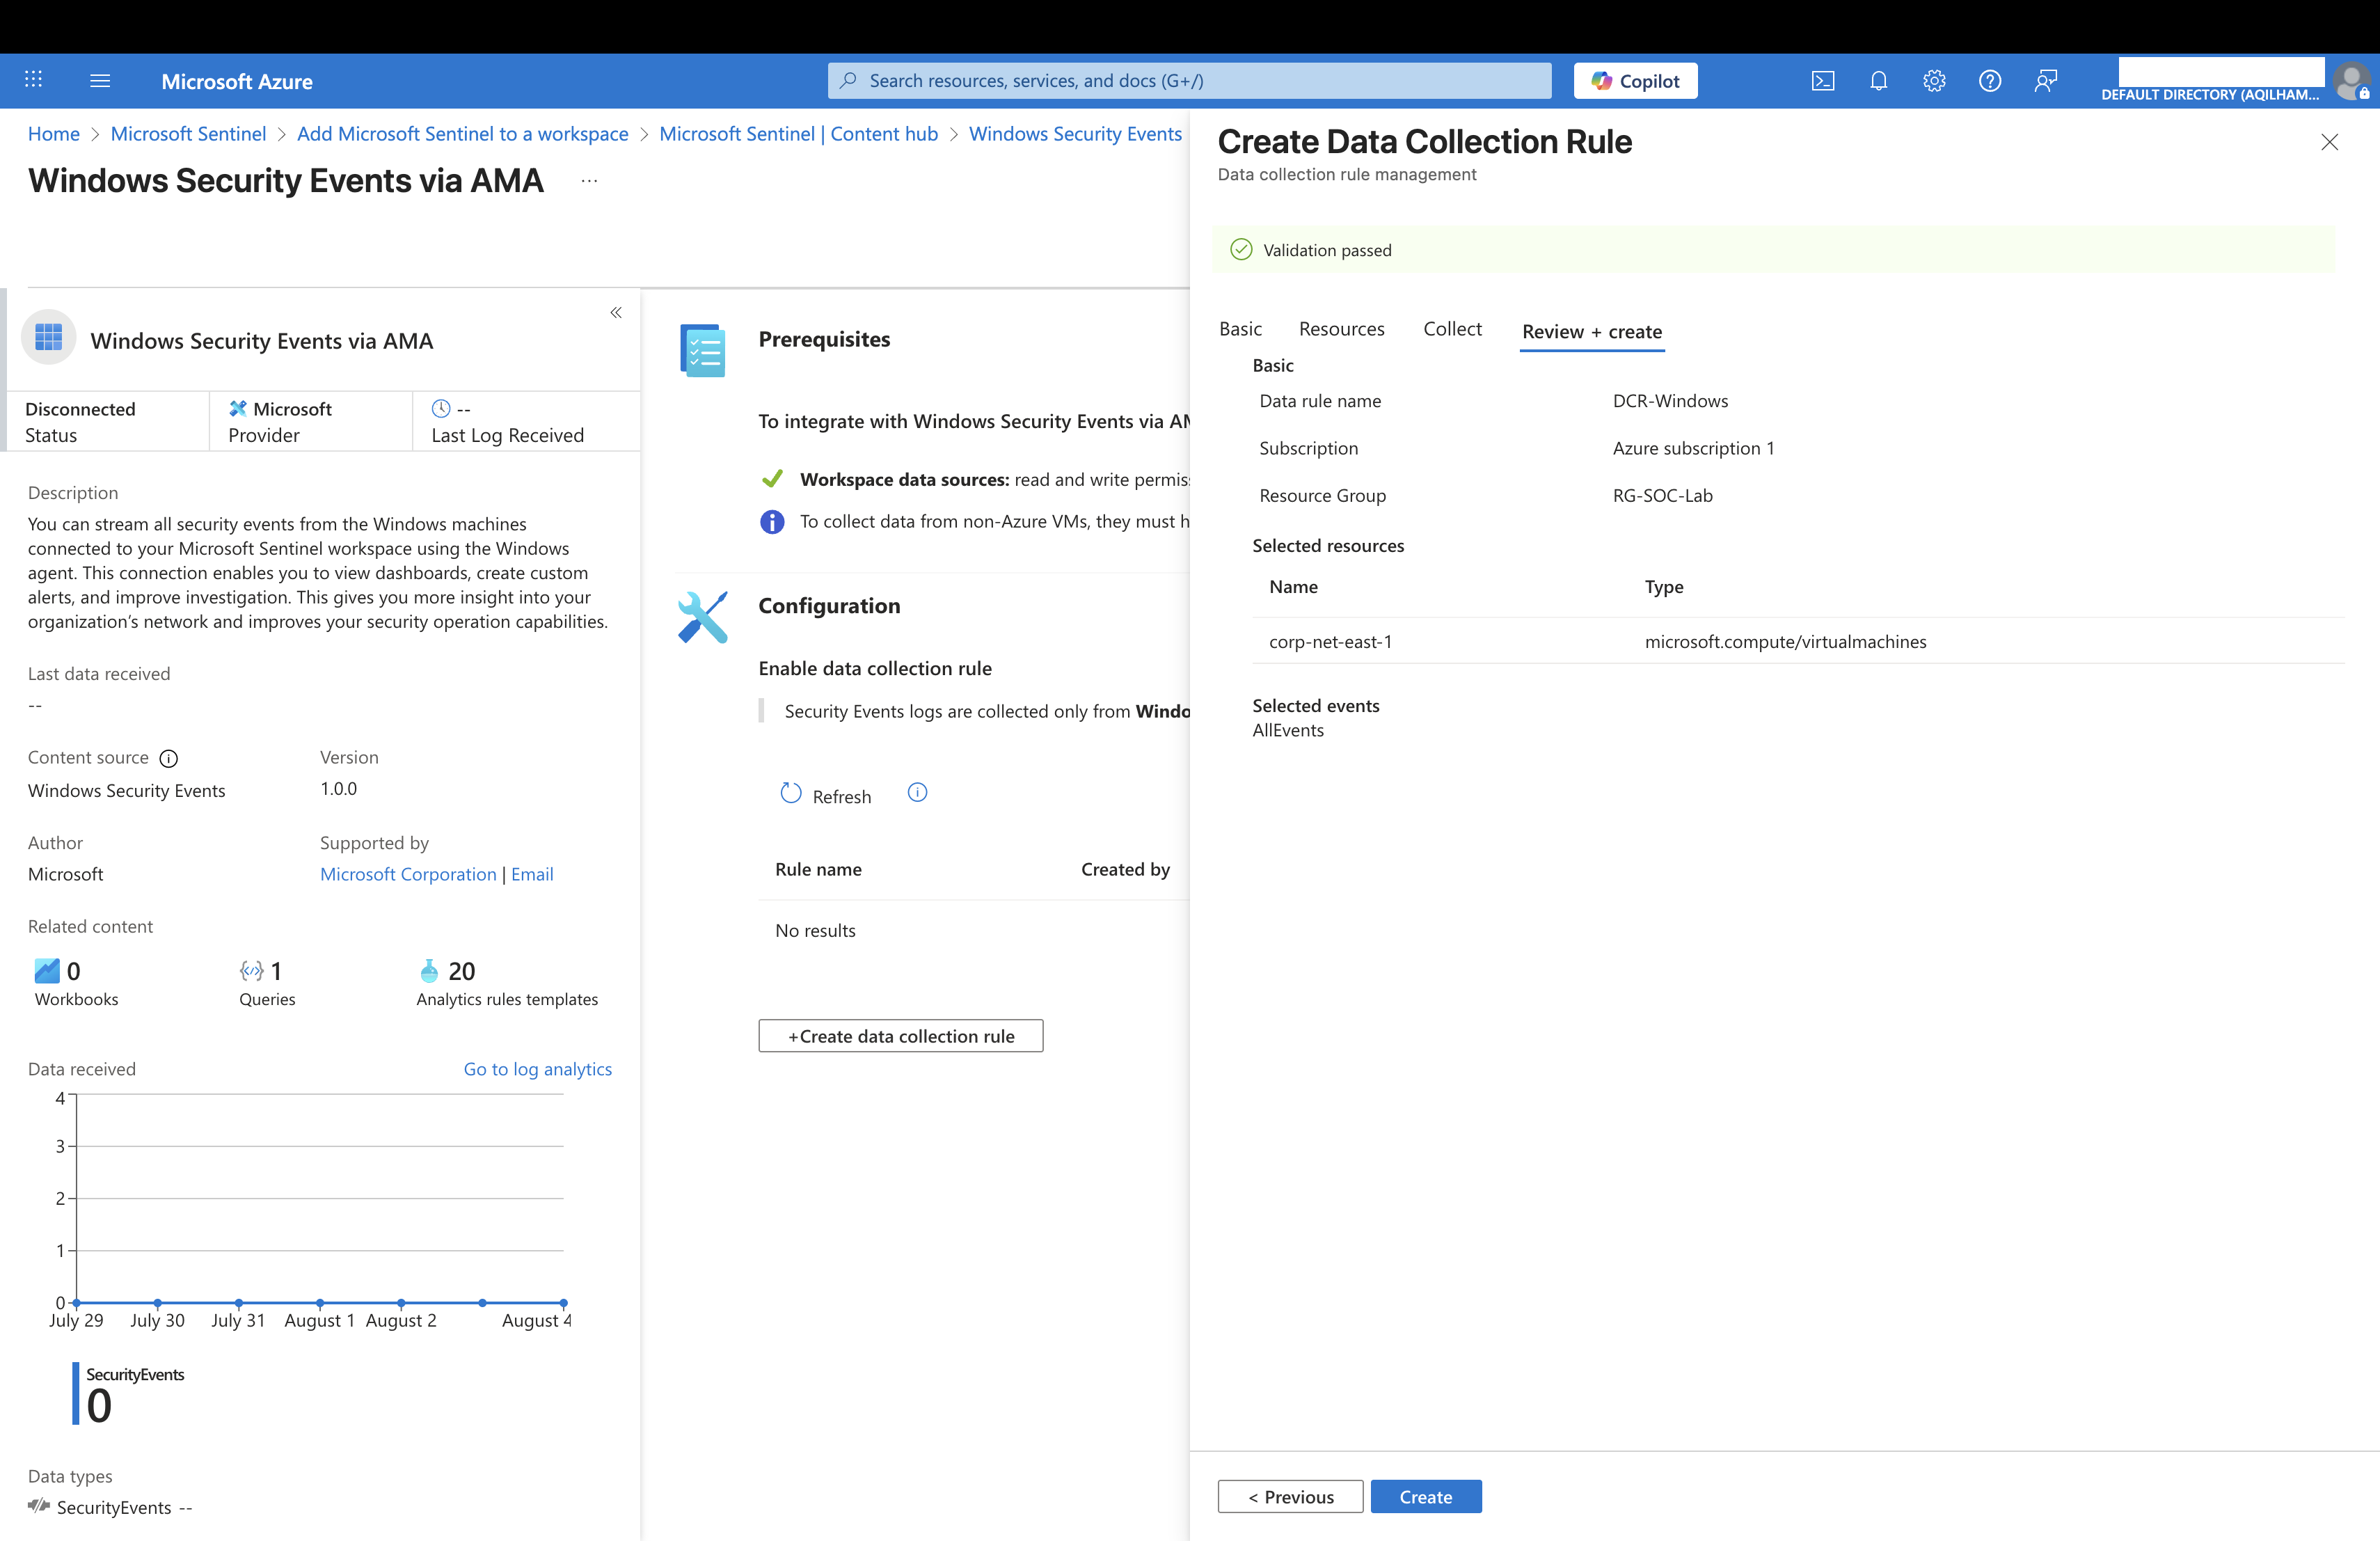 Microsoft Azure
Search resources, services, and docs (G+/)
Copilot
DEFAULT DIRECTORY (AQILHAM...
Home > Microsoft Sentinel > Add Microsoft Sentinel to a workspace > Microsoft Sentinel | Content hub > Windows Security Events
Windows Security Events via AMA ...
«
Windows Security Events via AMA
Disconnected
Status
Microsoft
Provider
--
Last Log Received
Description
You can stream all security events from the Windows machines
connected to your Microsoft Sentinel workspace using the Windows
agent. This connection enables you to view dashboards, create custom
alerts, and improve investigation. This gives you more insight into your
organization’s network and improves your security operation capabilities.
Last data received
--
Content source
Windows Security Events
Version
1.0.0
Author
Microsoft
Supported by
Microsoft Corporation | Email
Related content
0
Workbooks
1
Queries
20
Analytics rules templates
Data received
Go to log analytics
4
3
2
1
0
July 29 July 30 July 31 August 1 August 2 August 4
SecurityEvents
0
Data types
SecurityEvents --
Prerequisites
To integrate with Windows Security Events via AM
Workspace data sources: read and write permis
To collect data from non-Azure VMs, they must h
Configuration
Enable data collection rule
Security Events logs are collected only from Windo
Refresh
Rule name Created by
No results
+Create data collection rule
Create Data Collection Rule
Data collection rule management
Validation passed
Basic Resources Collect Review + create
Basic
Data rule name DCR-Windows
Subscription Azure subscription 1
Resource Group RG-SOC-Lab
Selected resources
Name Type
corp-net-east-1 microsoft.compute/virtualmachines
Selected events
AllEvents
< Previous
Create